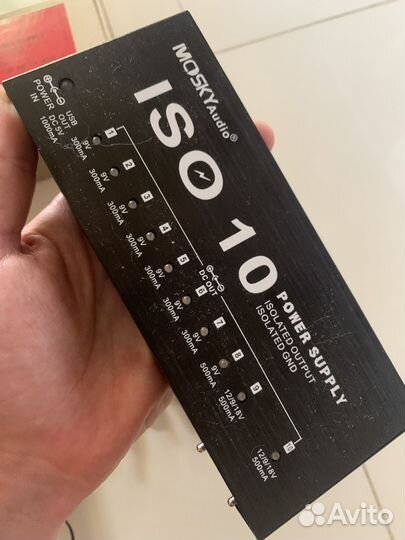 MOSKYAudio®
ISO 10
POWER SUPPLY
ISOLATED OUTPUT
ISOLATED GND
POWER
IN
USB
OUT
DC 5V
1000mA
DC OUT
1
9V
300mA
2
9V
300mA
3
9V
300mA
4
9V
300mA
5
9V
300mA
6
9V
300mA
7
9V
300mA
8
9V
500mA
9
12/9/18V
500mA
10
12/9/18V
500mA
Avito